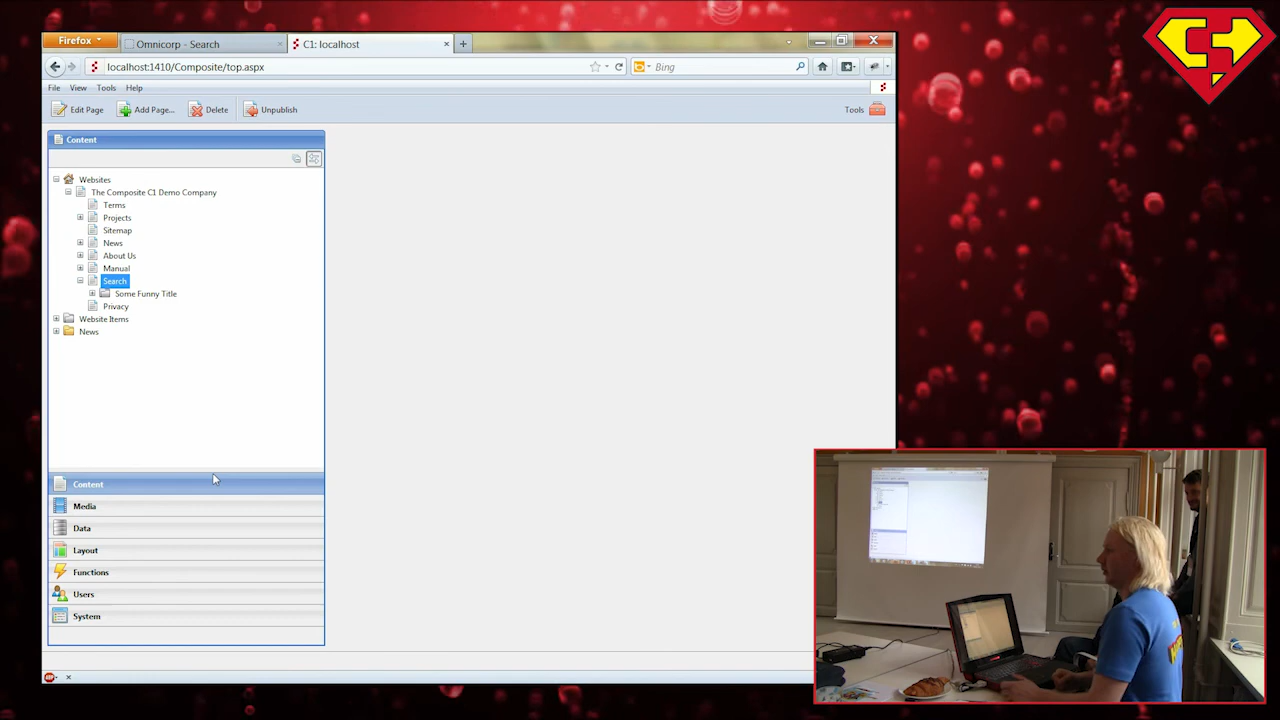 Firefox
Omnicorp - Search
C1: localhost
localhost:1410/Composite/top.aspx
Bing
File View Tools Help
Edit Page Add Page... Delete Unpublish Tools
Content
Websites
The Composite C1 Demo Company
Terms
Projects
Sitemap
News
About Us
Manual
Search
Some Funny Title
Privacy
Website Items
News
Content
Media
Data
Layout
Functions
Users
System